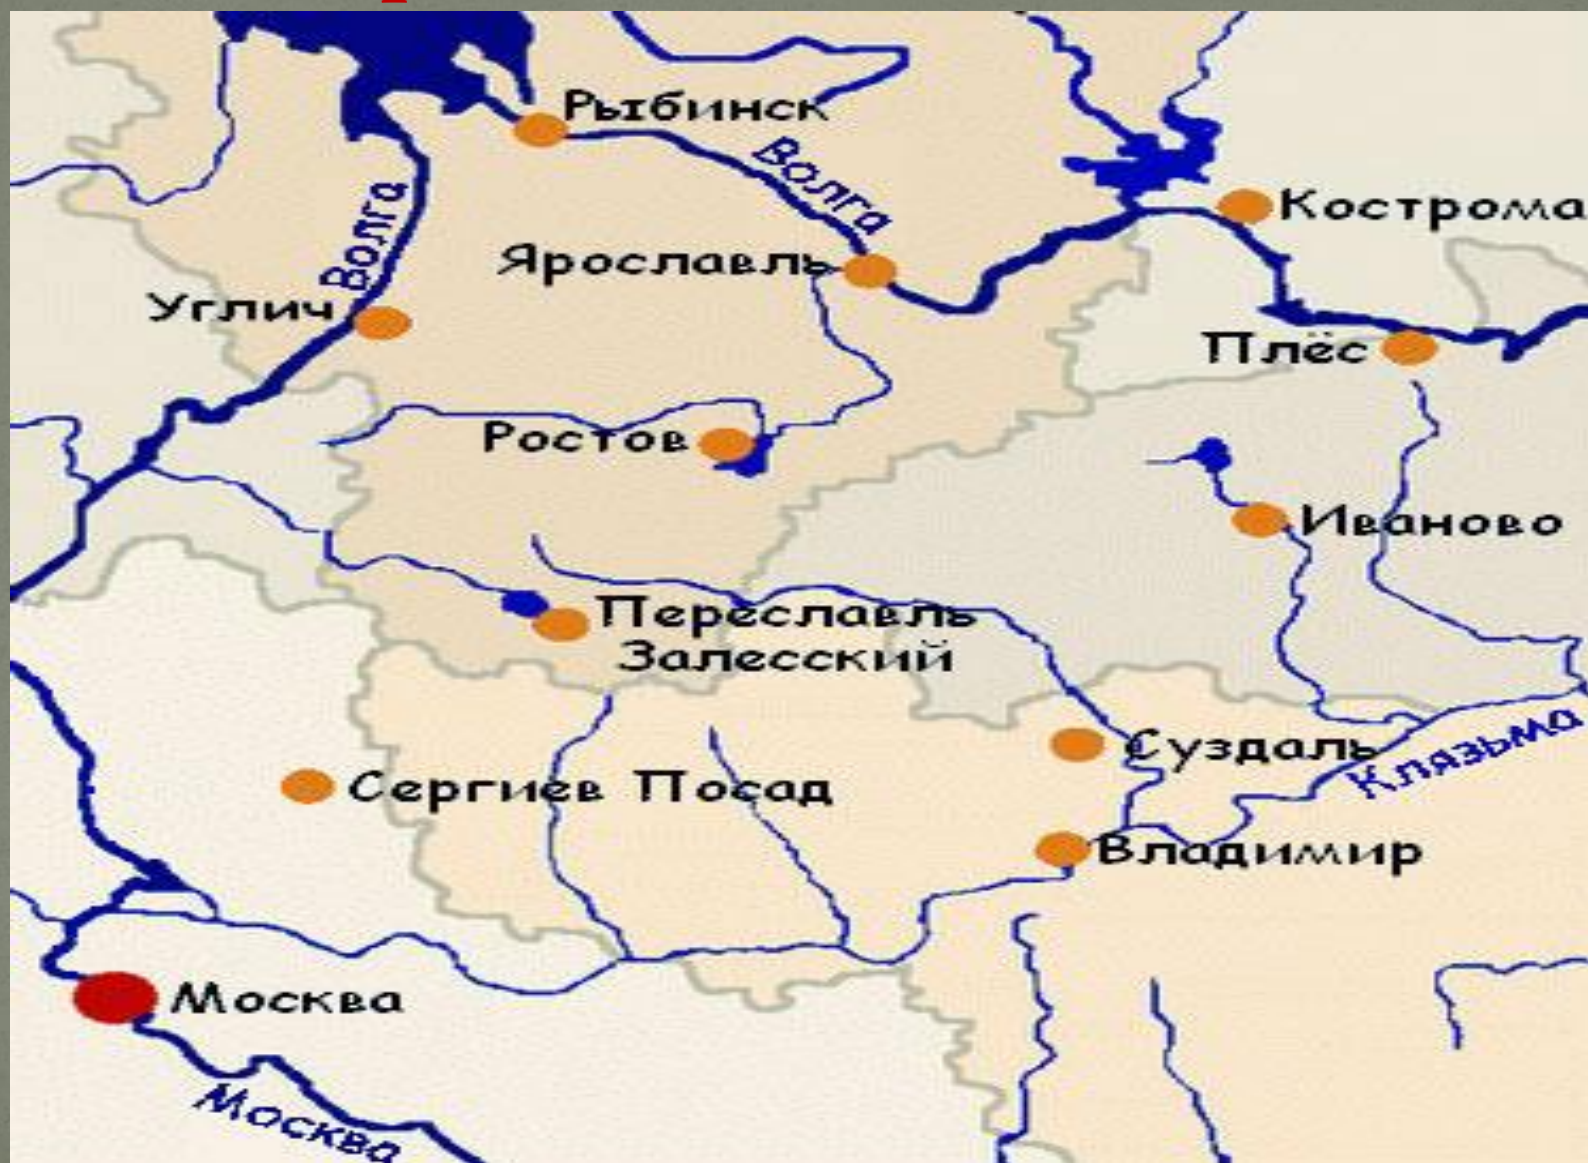 Рыбинск
Волга
Волга
Кострома
Ярославль
Углич
Плёс
Ростов
Иваново
Переславль
Залесский
Суздаль
Клязьма
Сергиев Посад
Владимир
Москва
Москва